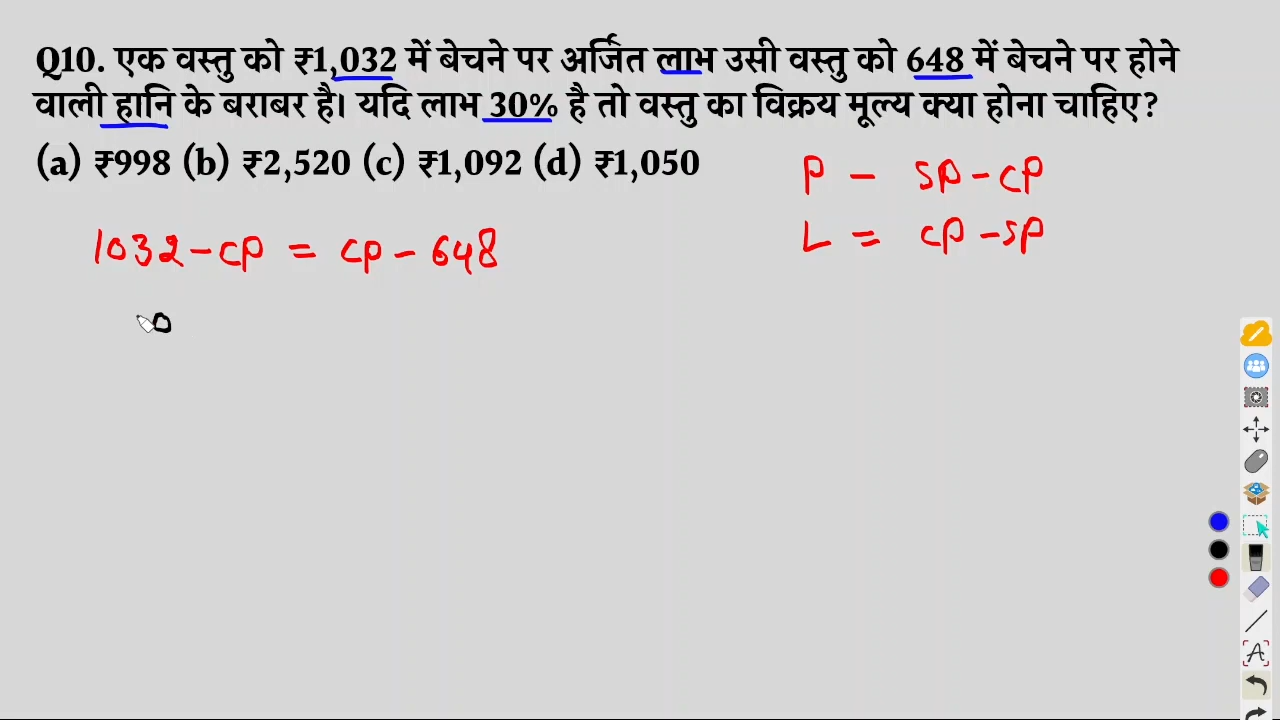 Q10. एक वस्तु को ₹1,032 में बेचने पर अर्जित लाभ उसी वस्तु को 648 में बेचने पर होने
वाली हानि के बराबर है। यदि लाभ 30% है तो वस्तु का विक्रय मूल्य क्या होना चाहिए?
(a) ₹998 (b) ₹2,520 (c) ₹1,092 (d) ₹1,050
P - SP - CP
L = CP - SP
1032 - CP = CP - 648